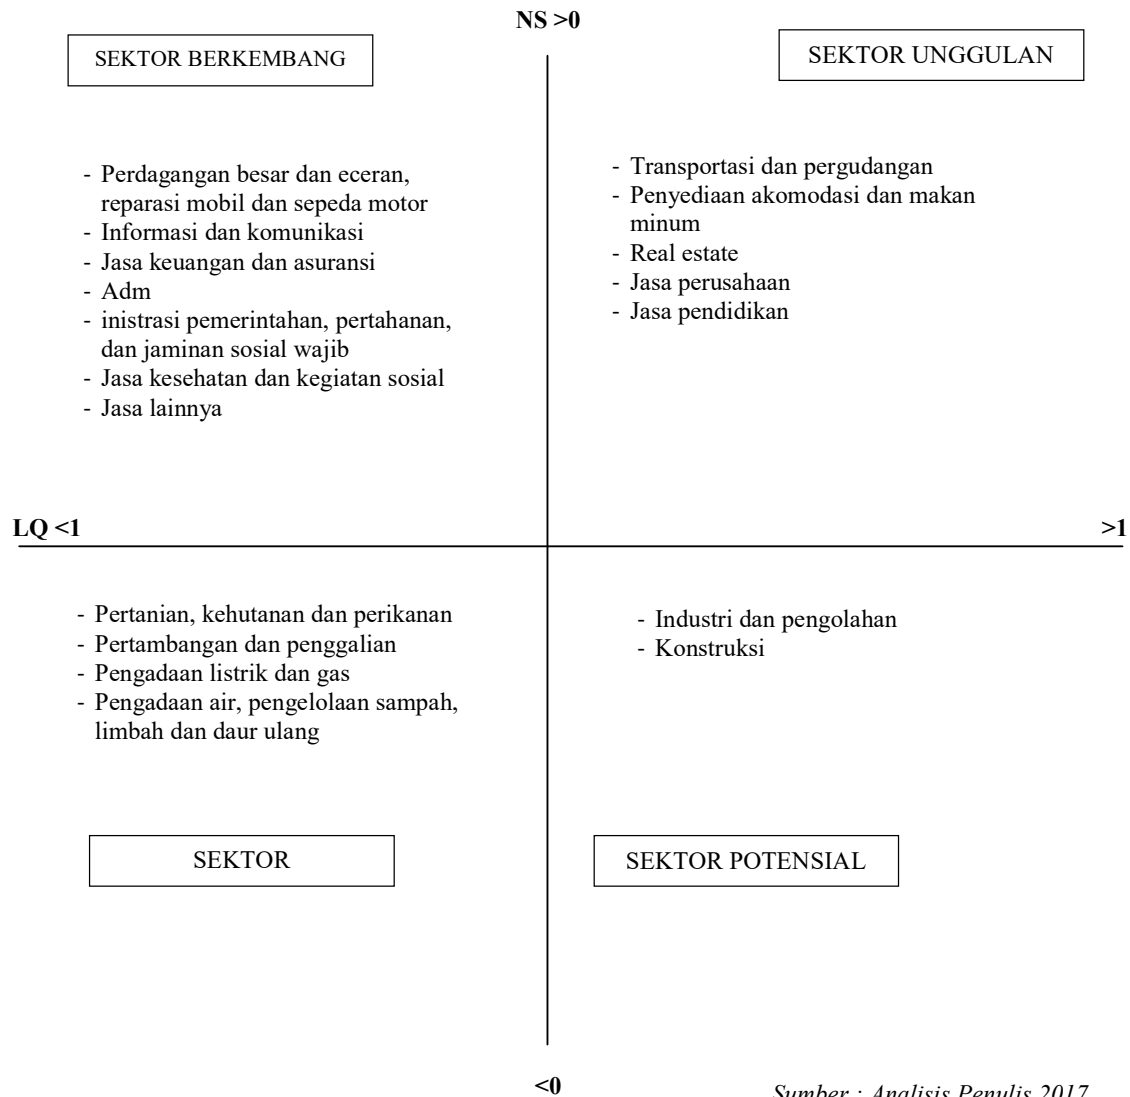 NS >0
SEKTOR BERKEMBANG
SEKTOR UNGGULAN
- Perdagangan besar dan eceran,
reparasi mobil dan sepeda motor
- Informasi dan komunikasi
- Jasa keuangan dan asuransi
- Adm
- inistrasi pemerintahan, pertahanan,
dan jaminan sosial wajib
- Jasa kesehatan dan kegiatan sosial
- Jasa lainnya
- Transportasi dan pergudangan
- Penyediaan akomodasi dan makan
minum
- Real estate
- Jasa perusahaan
- Jasa pendidikan
LQ <1
>1
- Pertanian, kehutanan dan perikanan
- Pertambangan dan penggalian
- Pengadaan listrik dan gas
- Pengadaan air, pengelolaan sampah,
limbah dan daur ulang
- Industri dan pengolahan
- Konstruksi
SEKTOR
SEKTOR POTENSIAL
<0
Sumber : Analisis Penulis 2017